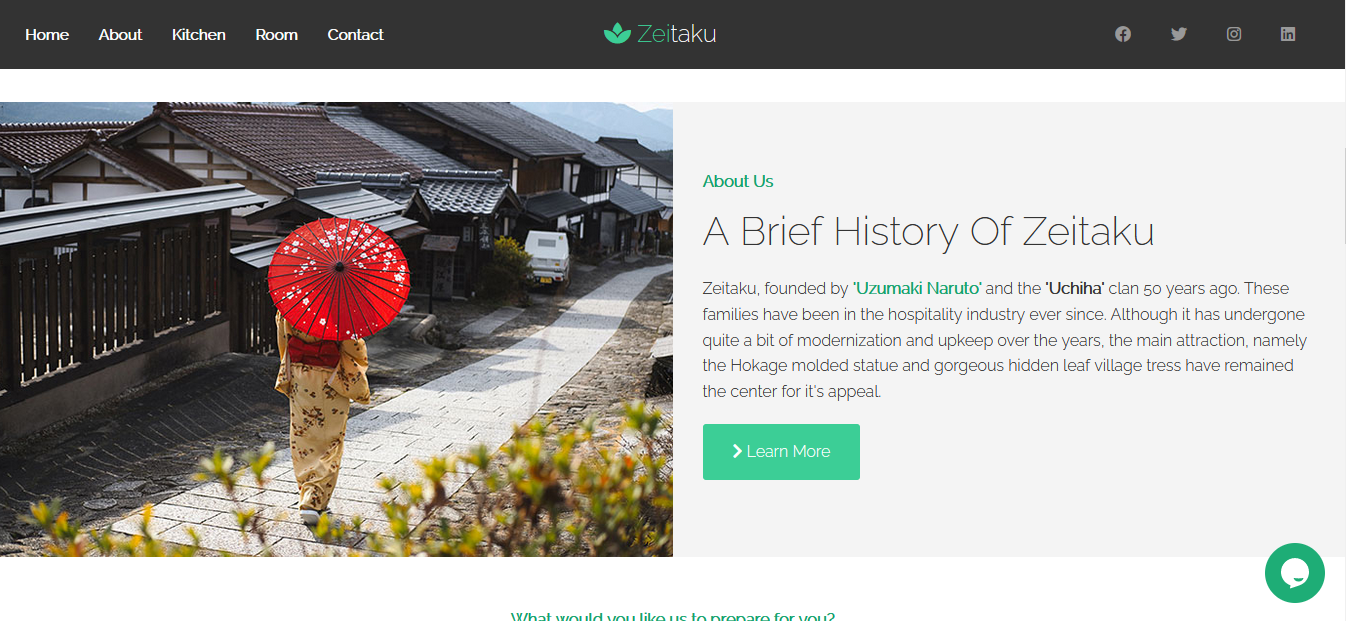 Home About Kitchen Room Contact
Zeitaku
About Us
A Brief History Of Zeitaku
Zeitaku, founded by 'Uzumaki Naruto' and the 'Uchiha' clan 50 years ago. These
families have been in the hospitality industry ever since. Although it has undergone
quite a bit of modernization and upkeep over the years, the main attraction, namely
the Hokage molded statue and gorgeous hidden leaf village tress have remained
the center for it's appeal.
Learn More
What would you like us to prepare for you?